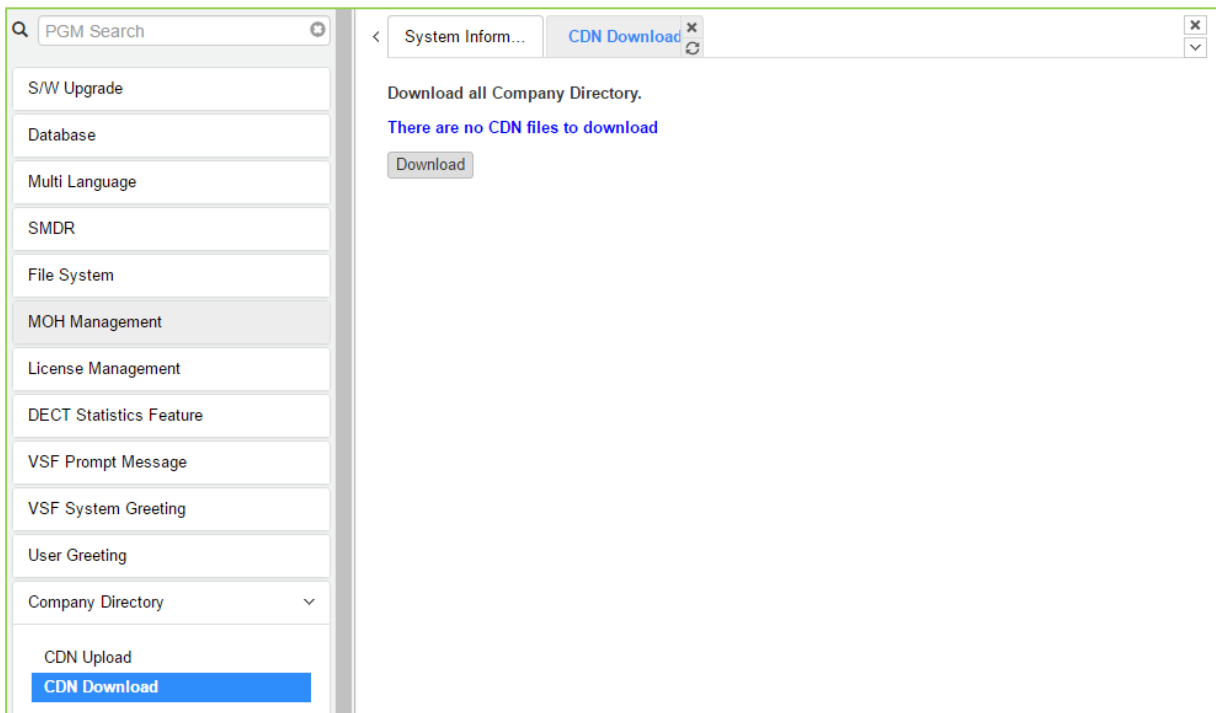 PGM Search
S/W Upgrade
Database
Multi Language
SMDR
File System
MOH Management
License Management
DECT Statistics Feature
VSF Prompt Message
VSF System Greeting
User Greeting
Company Directory
CDN Upload
CDN Download
System Inform...
CDN Download
Download all Company Directory.
There are no CDN files to download
Download